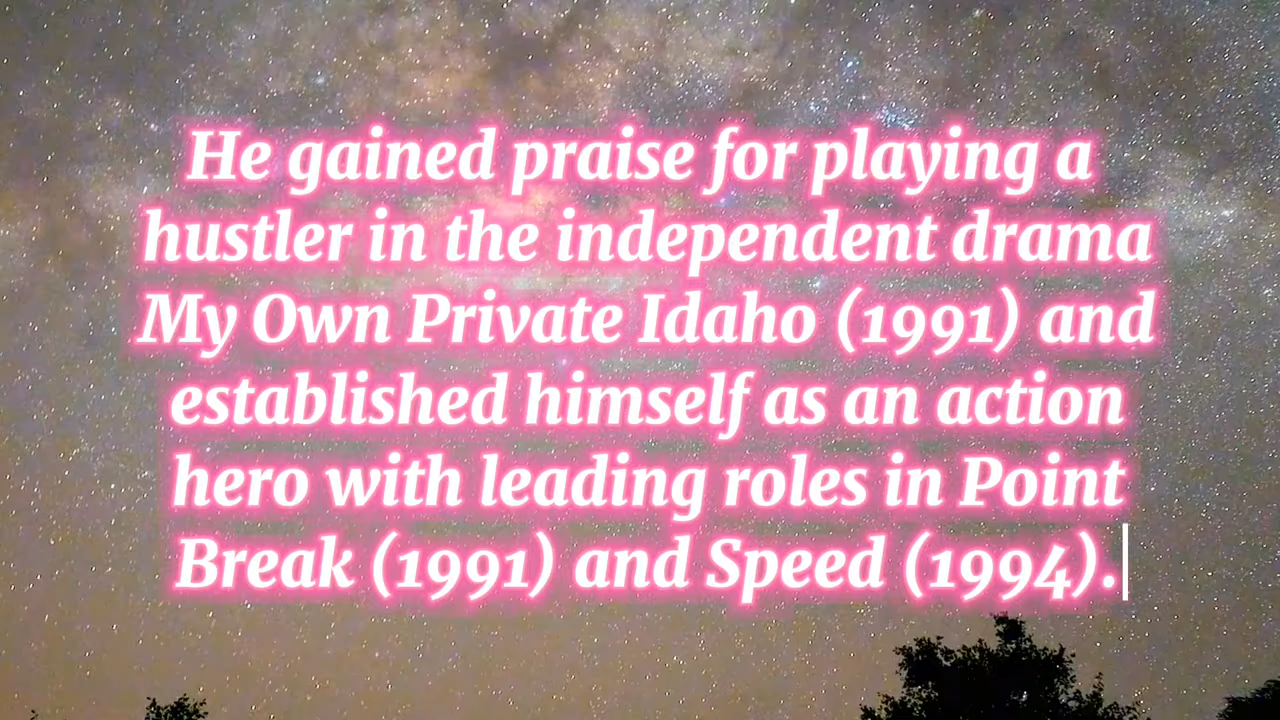 He gained praise for playing a
hustler in the independent drama
My Own Private Idaho (1991) and
established himself as an action
hero with leading roles in Point
Break (1991) and Speed (1994).